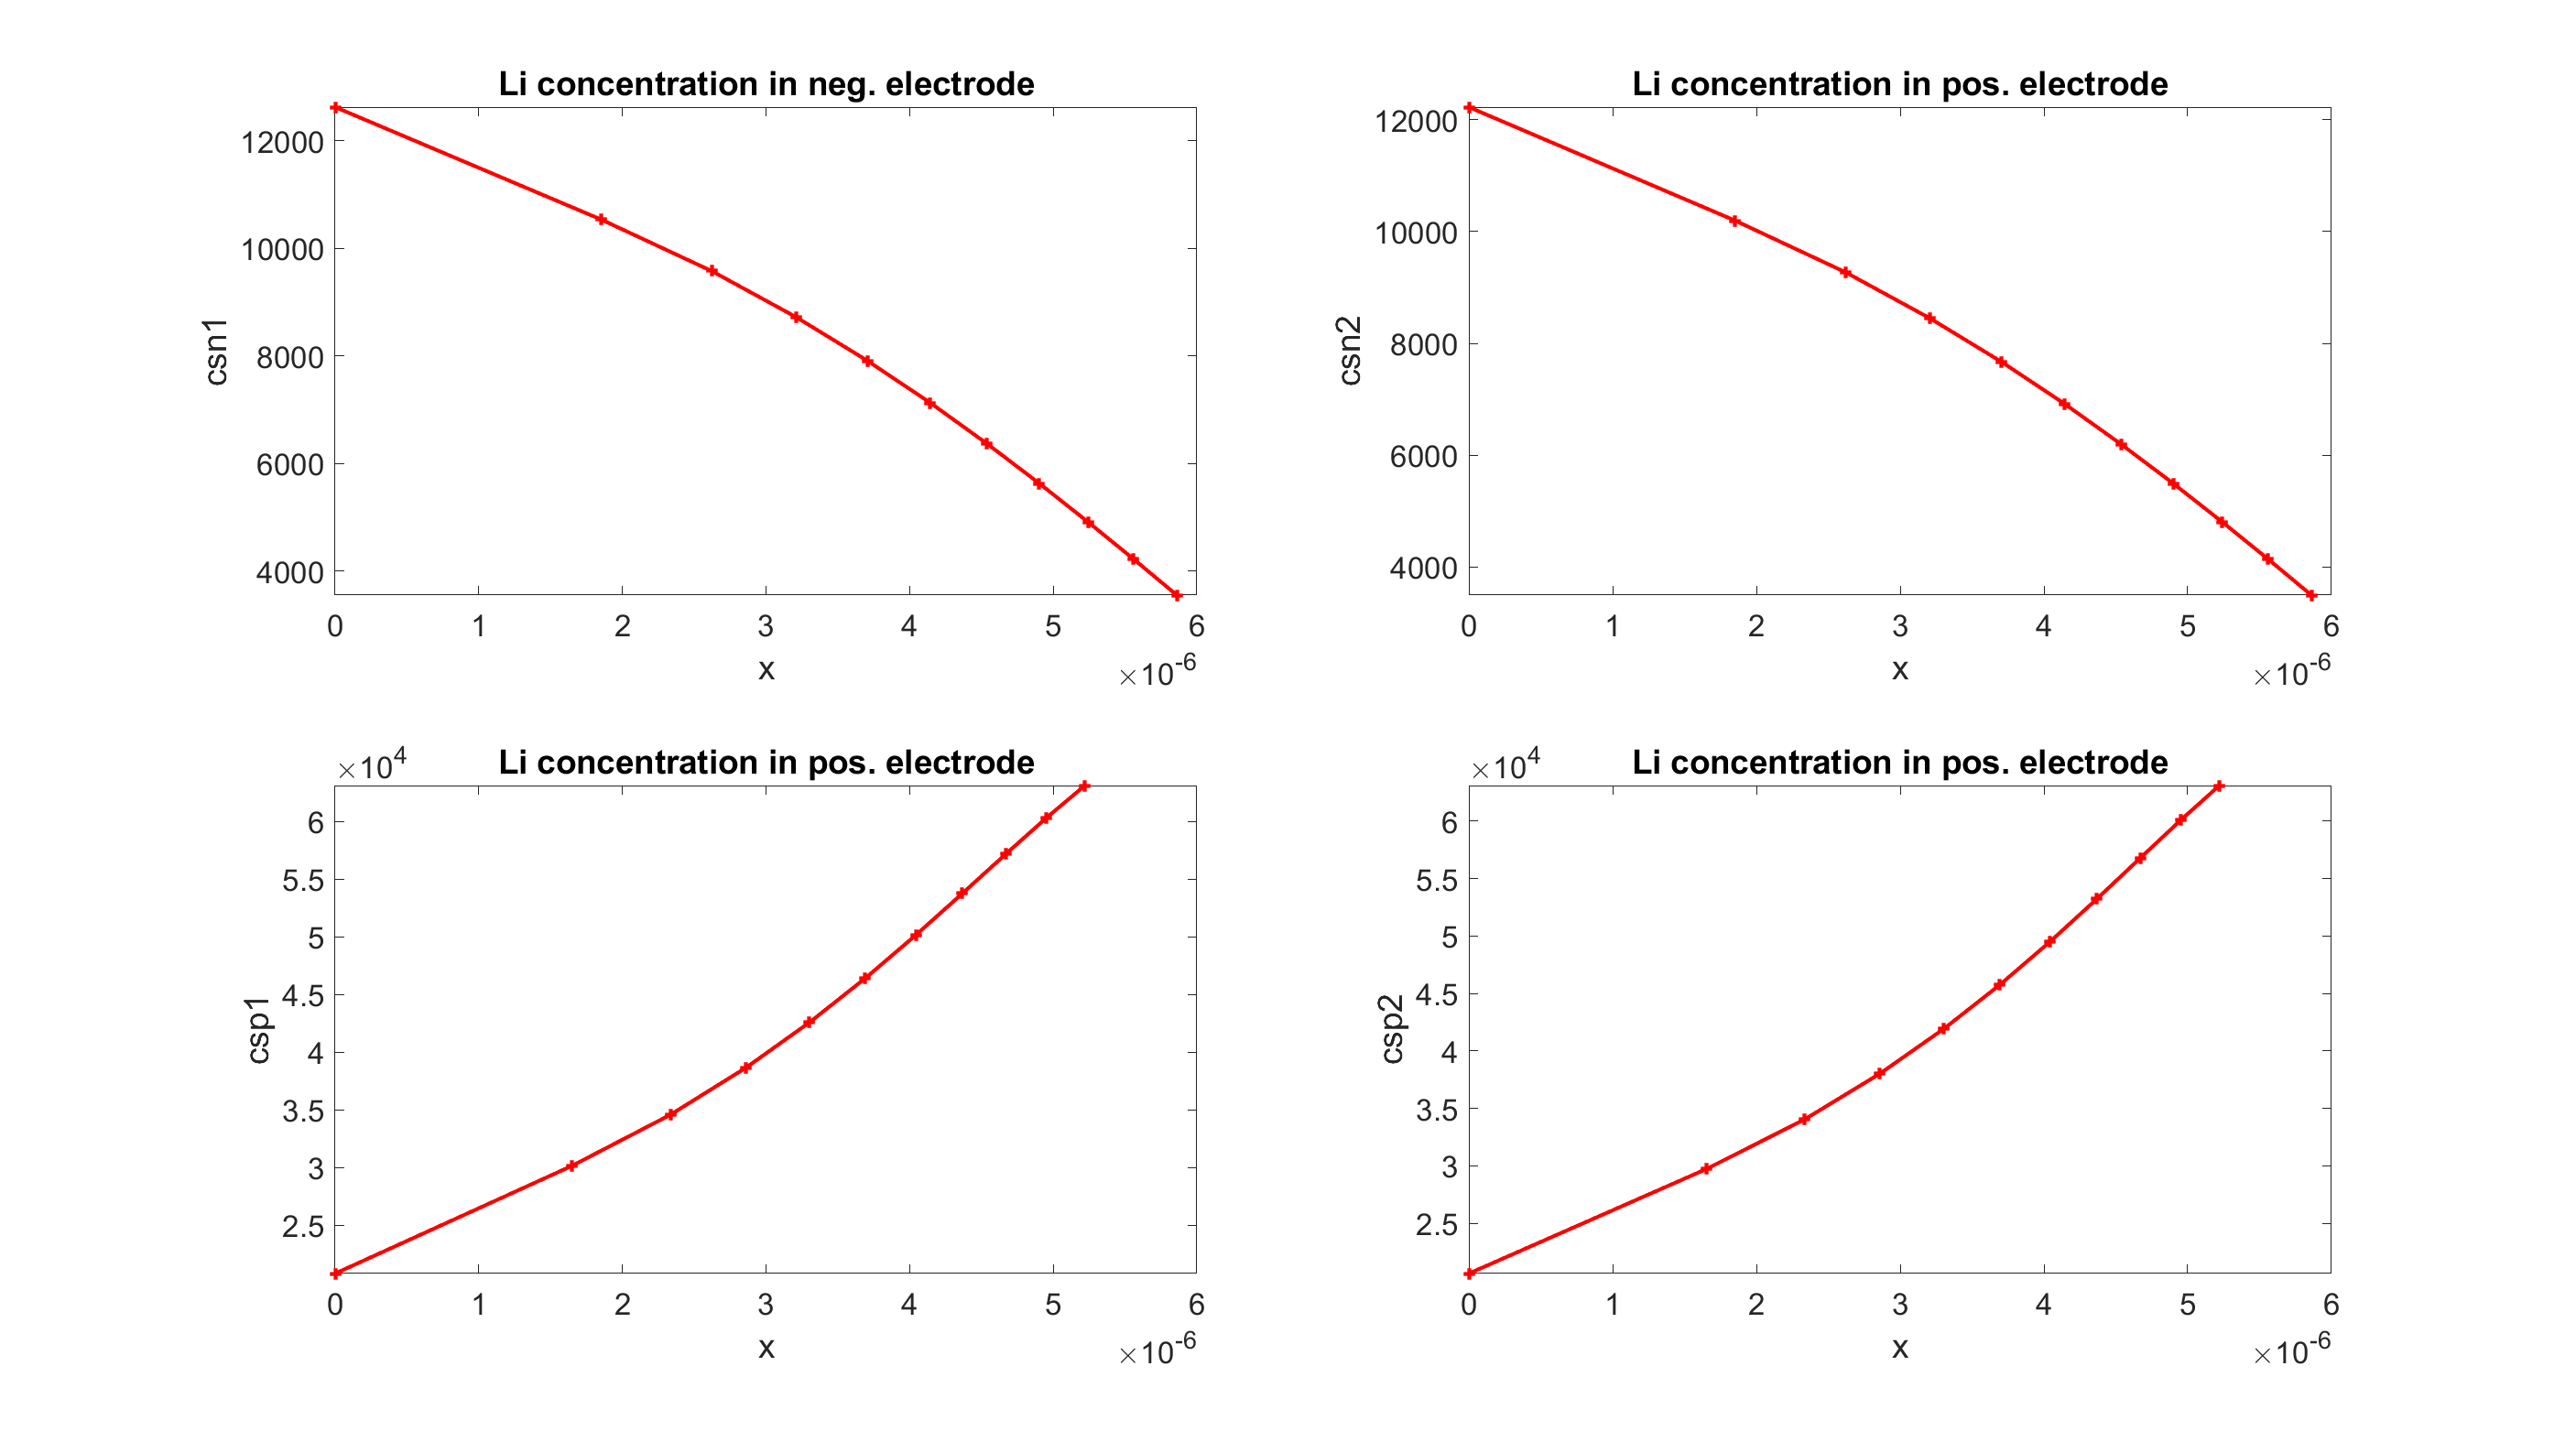 Li concentration in neg. electrode
12000
10000
8000
6000
4000
csn1
0 1 2 3 4 5 6
x
×10-6
Li concentration in pos. electrode
12000
10000
8000
6000
4000
csn2
0 1 2 3 4 5 6
x
×10-6
×104
Li concentration in pos. electrode
6
5.5
5
4.5
4
3.5
3
2.5
csp1
0 1 2 3 4 5 6
x
×10-6
×104
Li concentration in pos. electrode
6
5.5
5
4.5
4
3.5
3
2.5
csp2
0 1 2 3 4 5 6
x
×10-6